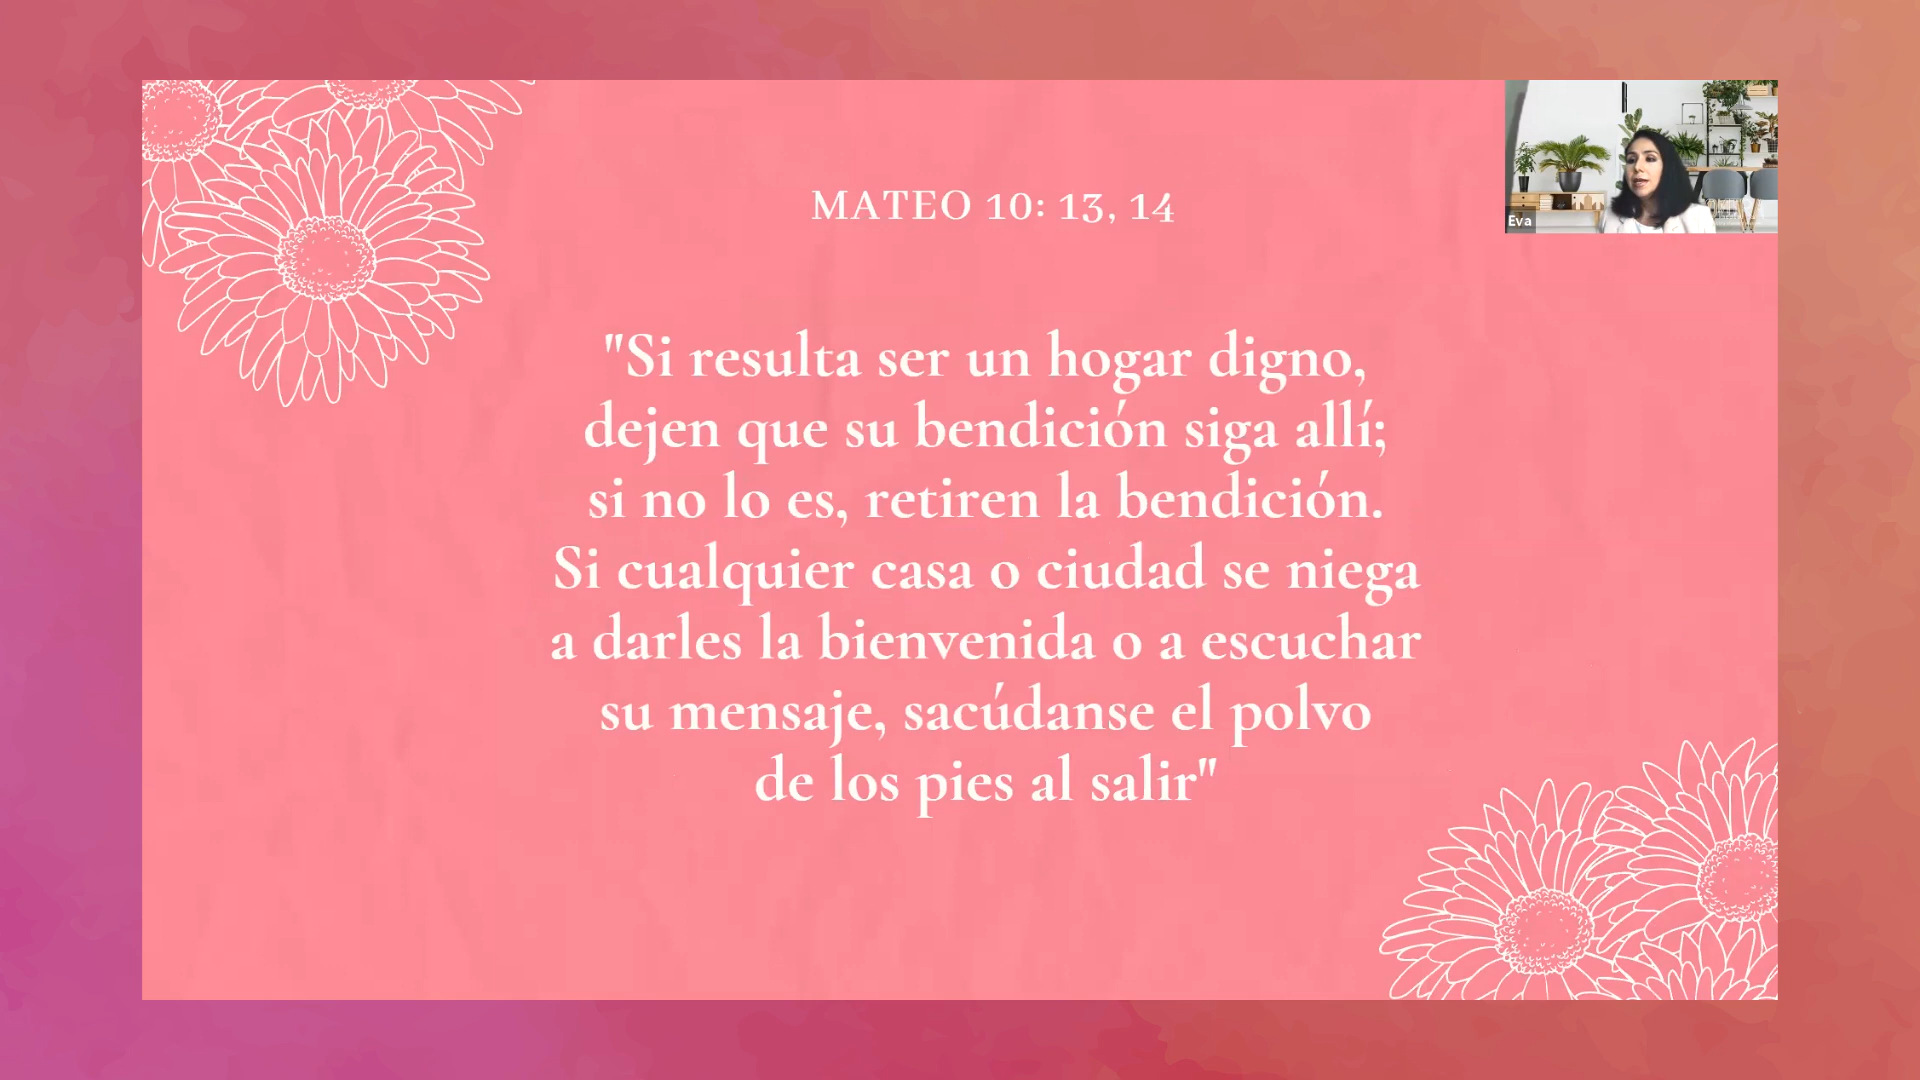 MATEO 10: 13, 14
Eva
"Si resulta ser un hogar digno,
dejen que su bendición siga allí;
si no lo es, retiren la bendición.
Si cualquier casa o ciudad se niega
a darles la bienvenida o a escuchar
su mensaje, sacúdanse el polvo
de los pies al salir"